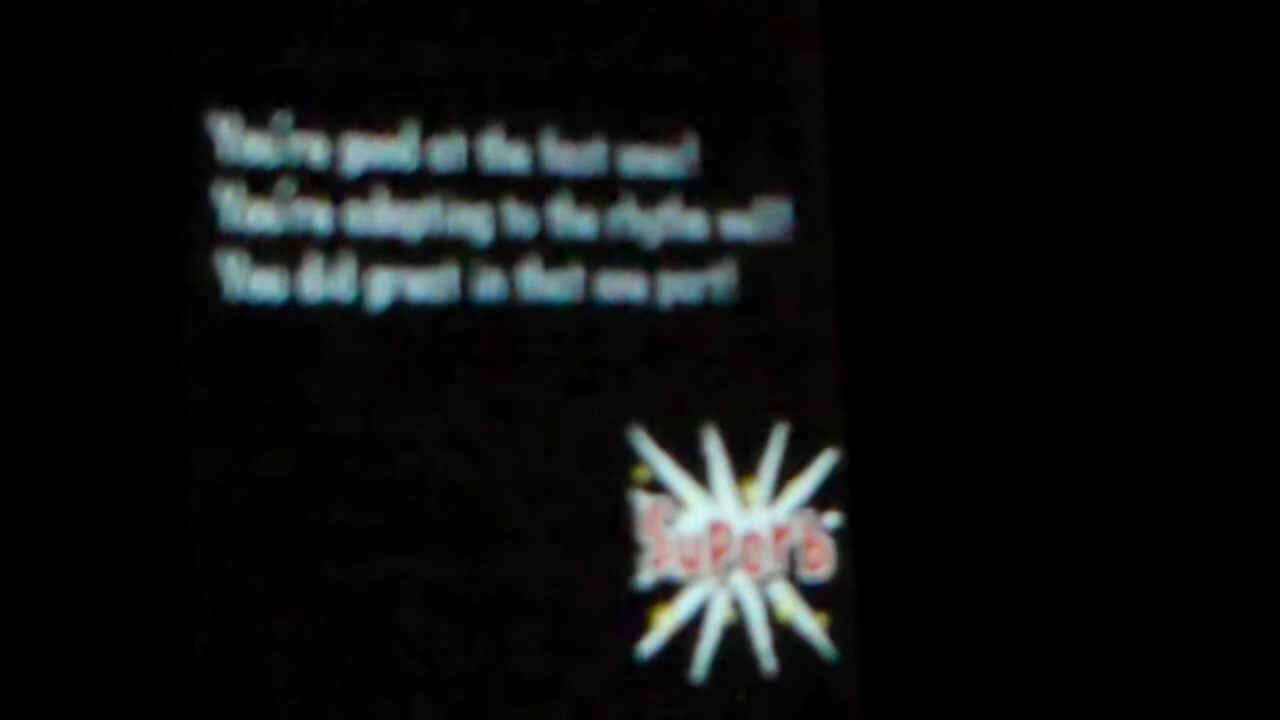 You're good at the last one!
You're adapting to the rhythm well!
You did great in that one part!
Superb